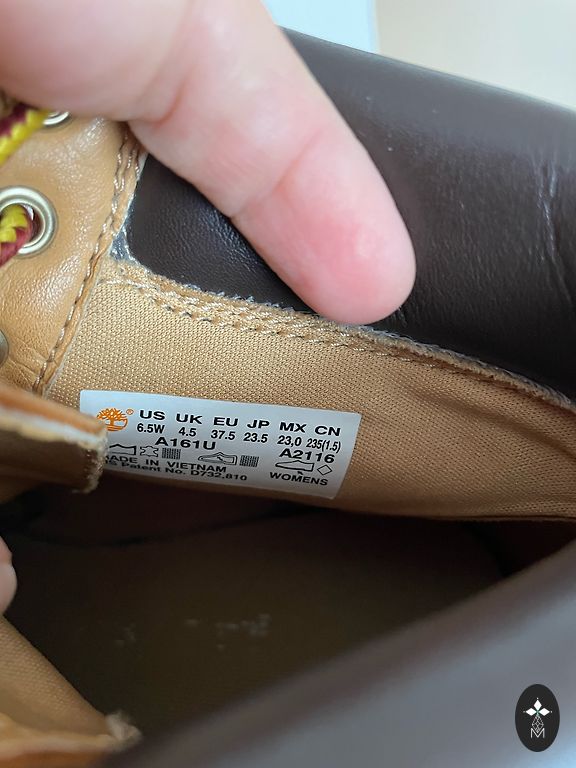 ® US UK EU JP MX CN
6.5W 4.5 37.5 23.5 23,0 235(1.5)
A161U A2116
MADE IN VIETNAM WOMENS
US Patent No. D732,810
M